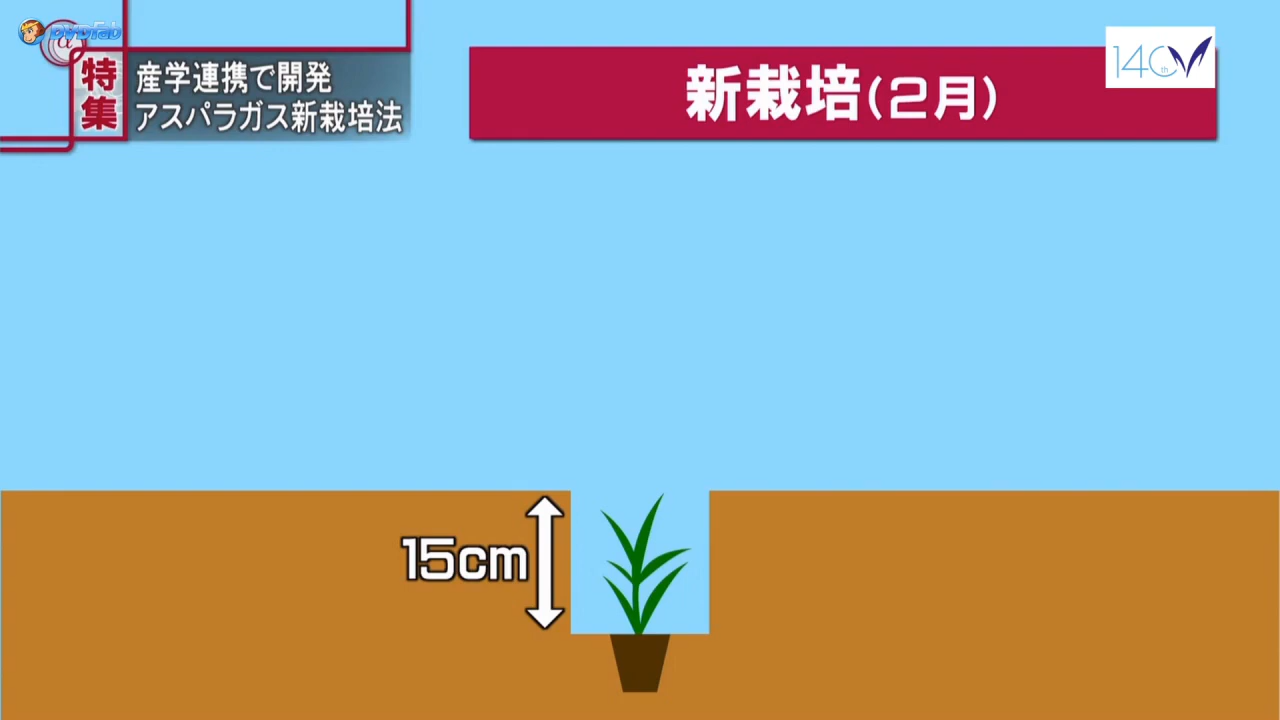 DVDFab
α
特集
産学連携で開発
アスパラガス新栽培法
新栽培(2月)
140th
15cm